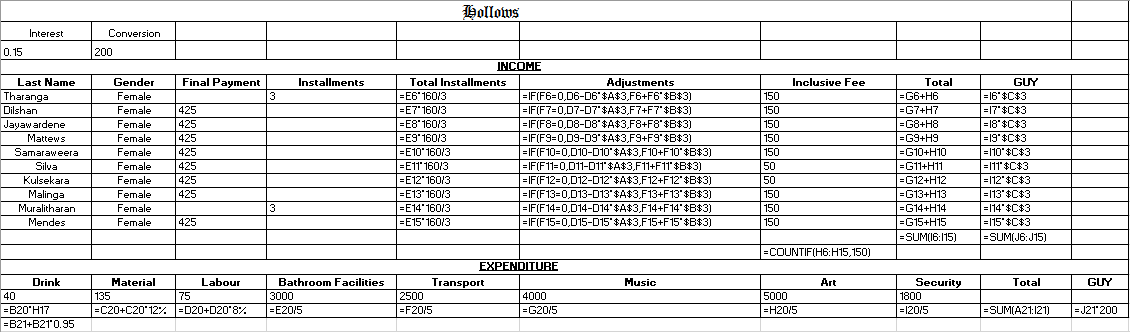 Hollows
Interest Conversion
0.15 200
INCOME
Last Name Gender Final Payment Installments Total Installments Adjustments Inclusive Fee Total GUY
Tharanga Female 3 =E6*160/3 =IF(F6=0,D6-D6*$A$3,F6+F6*$B$3) 150 =G6+H6 =I6*$C$3
Dilshan Female 425 =E7*160/3 =IF(F7=0,D7-D7*$A$3,F7+F7*$B$3) 150 =G7+H7 =I7*$C$3
Jayawardene Female 425 =E8*160/3 =IF(F8=0,D8-D8*$A$3,F8+F8*$B$3) 150 =G8+H8 =I8*$C$3
Mattews Female 425 =E9*160/3 =IF(F9=0,D9-D9*$A$3,F9+F9*$B$3) 150 =G9+H9 =I9*$C$3
Samaraweera Female 425 =E10*160/3 =IF(F10=0,D10-D10*$A$3,F10+F10*$B$3) 150 =G10+H10 =I10*$C$3
Silva Female 425 =E11*160/3 =IF(F11=0,D11-D11*$A$3,F11+F11*$B$3) 50 =G11+H11 =I11*$C$3
Kulsekara Female 425 =E12*160/3 =IF(F12=0,D12-D12*$A$3,F12+F12*$B$3) 50 =G12+H12 =I12*$C$3
Malinga Female 425 =E13*160/3 =IF(F13=0,D13-D13*$A$3,F13+F13*$B$3) 150 =G13+H13 =I13*$C$3
Muralitharan Female 3 =E14*160/3 =IF(F14=0,D14-D14*$A$3,F14+F14*$B$3) 150 =G14+H14 =I14*$C$3
Mendes Female 425 =E15*160/3 =IF(F15=0,D15-D15*$A$3,F15+F15*$B$3) 150 =G15+H15 =I15*$C$3
=SUM(I6:I15) =SUM(J6:J15)
=COUNTIF(H6:H15,150)
EXPENDITURE
Drink Material Labour Bathroom Facilities Transport Music Art Security Total GUY
40 135 75 3000 2500 4000 5000 1800
=B20*H17 =C20+C20*12% =D20+D20*8% =E20/5 =F20/5 =G20/5 =H20/5 =I20/5 =SUM(A21:I21) =J21*200
=B21+B21*0.95